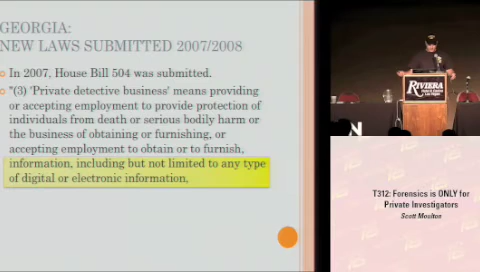 GEORGIA:
NEW LAWS SUBMITTED 2007/2008
In 2007, House Bill 504 was submitted.
"(3) 'Private detective business' means providing
or accepting employment to provide protection of
individuals from death or serious bodily harm or
the business of obtaining or furnishing, or
accepting employment to obtain or to furnish,
information, including but not limited to any type
of digital or electronic information,
RIVIERA
T312: Forensics is ONLY for
Private Investigators
Scott Moulton